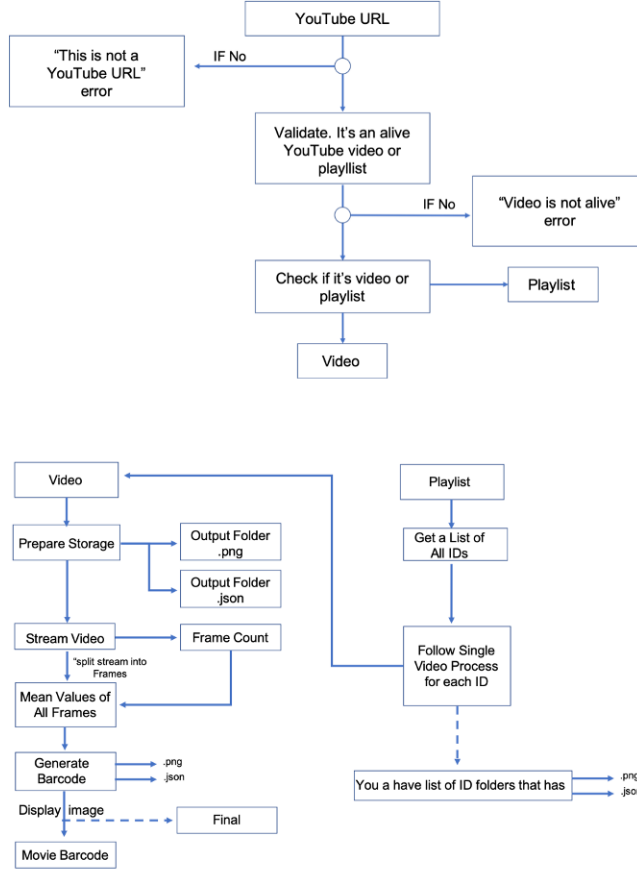 YouTube URL
IF No
“This is not a
YouTube URL”
error
Validate. It’s an alive
YouTube video or
playllist
IF No
“Video is not alive”
error
Check if it’s video or
playlist
Playlist
Video
Video
Playlist
Prepare Storage
Output Folder
.png
Get a List of
All IDs
Output Folder
.json
Stream Video
Frame Count
Follow Single
Video Process
for each ID
"split stream into
Frames
Mean Values of
All Frames
Generate
Barcode
.png
.json
You a have list of ID folders that has
.png
.json
Display image
Final
Movie Barcode